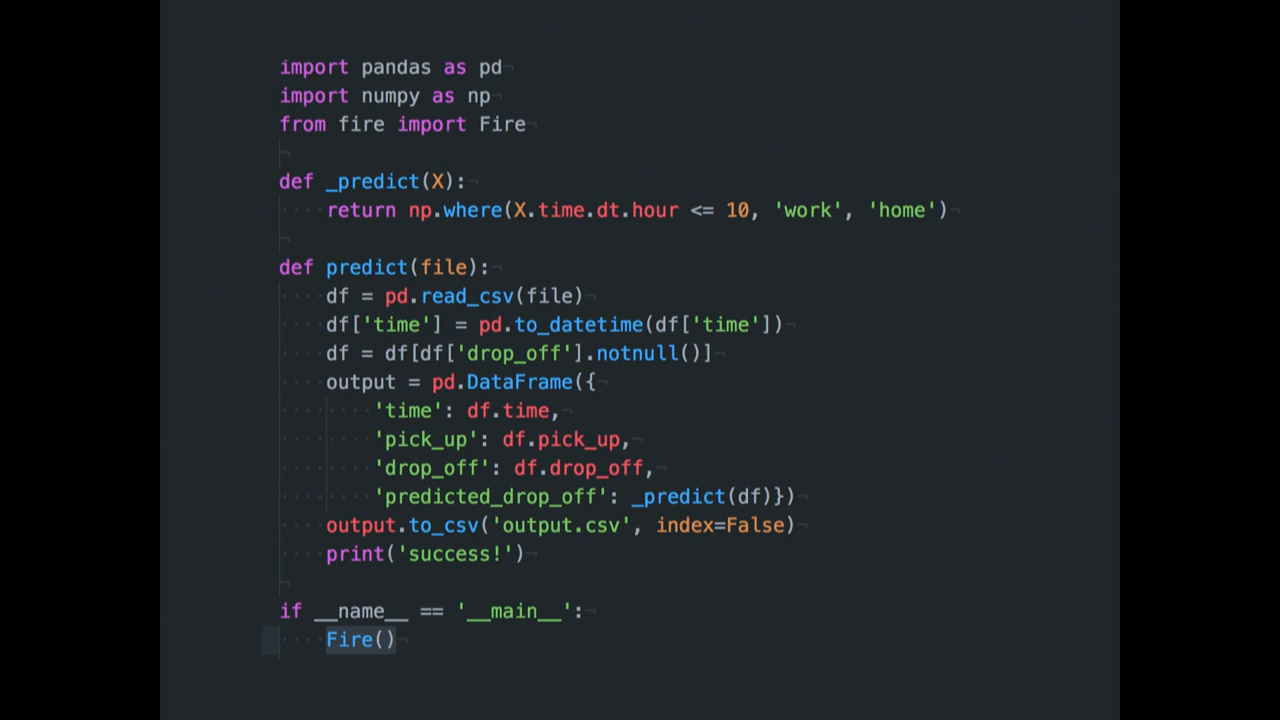 import pandas as pd
import numpy as np
from fire import Fire

def _predict(X):
    return np.where(X.time.dt.hour <= 10, 'work', 'home')

def predict(file):
    df = pd.read_csv(file)
    df['time'] = pd.to_datetime(df['time'])
    df = df[df['drop_off'].notnull()]
    output = pd.DataFrame({
        'time': df.time,
        'pick_up': df.pick_up,
        'drop_off': df.drop_off,
        'predicted_drop_off': _predict(df)})
    output.to_csv('output.csv', index=False)
    print('success!')

if __name__ == '__main__':
    Fire()